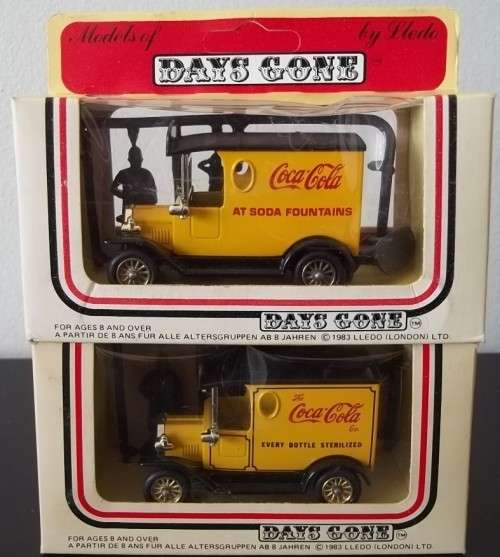 Models of
by Lledo
DAYS GONE
Coca-Cola
AT SODA FOUNTAINS
DAYS GONE TM
FOR AGES 8 AND OVER
A PARTIR DE 8 ANS FUR ALLE ALTERSGRUPPEN AB 8 JAHREN © 1983 LLEDO (LONDON) LTD.
The
Coca-Cola
Co.
EVERY BOTTLE STERILIZED
DAYS GONE TM
FOR AGES 8 AND OVER
A PARTIR DE 8 ANS FUR ALLE ALTERSGRUPPEN AB 8 JAHREN © 1983 LLEDO (LONDON) LTD.